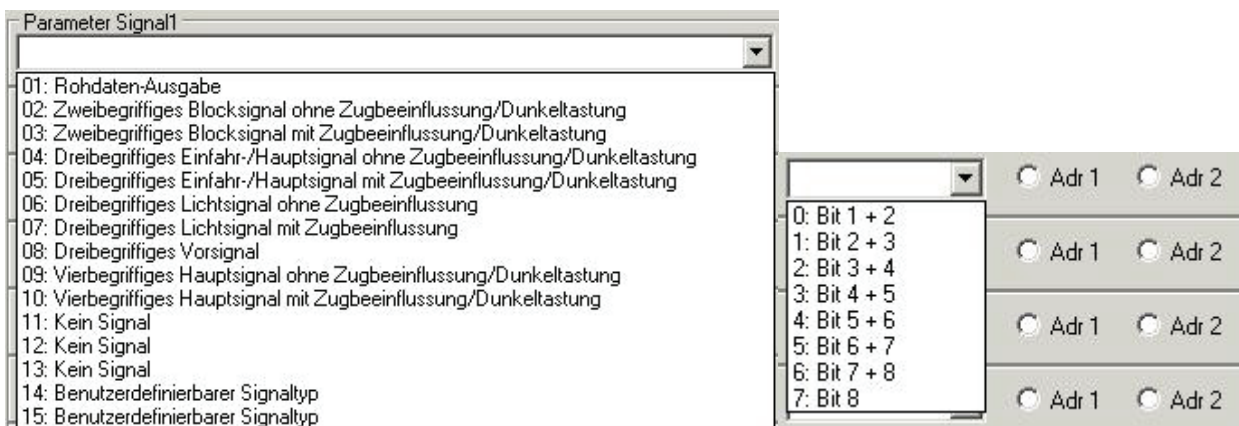 Parameter Signal1
01: Rohdaten-Ausgabe
02: Zweibegriffiges Blocksignal ohne Zugbeeinflussung/Dunkeltastung
03: Zweibegriffiges Blocksignal mit Zugbeeinflussung/Dunkeltastung
04: Dreibegriffiges Einfahr-/Hauptsignal ohne Zugbeeinflussung/Dunkeltastung
05: Dreibegriffiges Einfahr-/Hauptsignal mit Zugbeeinflussung/Dunkeltastung
06: Dreibegriffiges Lichtsignal ohne Zugbeeinflussung
07: Dreibegriffiges Lichtsignal mit Zugbeeinflussung
08: Dreibegriffiges Vorsignal
09: Vierbegriffiges Hauptsignal ohne Zugbeeinflussung/Dunkeltastung
10: Vierbegriffiges Hauptsignal mit Zugbeeinflussung/Dunkeltastung
11: Kein Signal
12: Kein Signal
13: Kein Signal
14: Benutzerdefinierbarer Signaltyp
15: Benutzerdefinierbarer Signaltyp
0: Bit 1 + 2
1: Bit 2 + 3
2: Bit 3 + 4
3: Bit 4 + 5
4: Bit 5 + 6
5: Bit 6 + 7
6: Bit 7 + 8
7: Bit 8
Adr 1 Adr 2
Adr 1 Adr 2
Adr 1 Adr 2
Adr 1 Adr 2